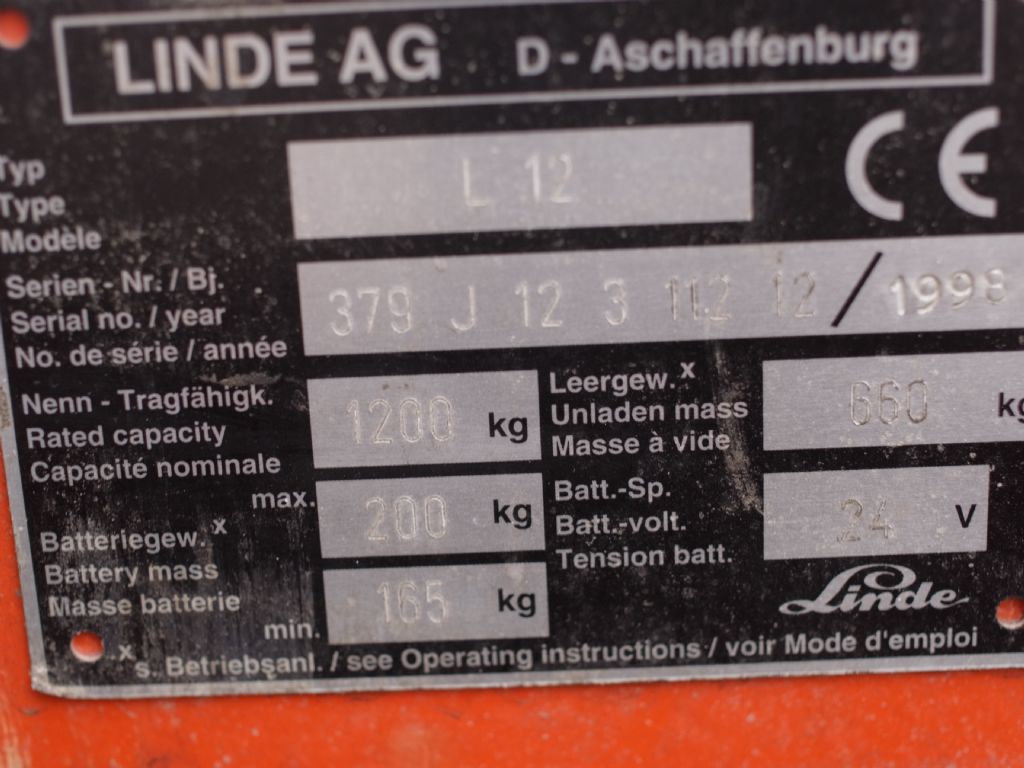 LINDE AG D - Aschaffenburg
Typ
Type L 12
Modèle
CE
Serien - Nr. / Bj.
Serial no. / year 379 J 12 3 112 12 / 1998
No. de série / année
Nenn - Tragfähigk.
Rated capacity 1200 kg
Capacité nominale
Leergew. x
Unladen mass 660 kg
Masse à vide
max. 200 kg
Batteriegew. x
Battery mass
Masse batterie
min. 165 kg
Batt.-Sp.
Batt.-volt. 24 V
Tension batt.
Linde
x s. Betriebsanl. / see Operating instructions / voir Mode d'emploi